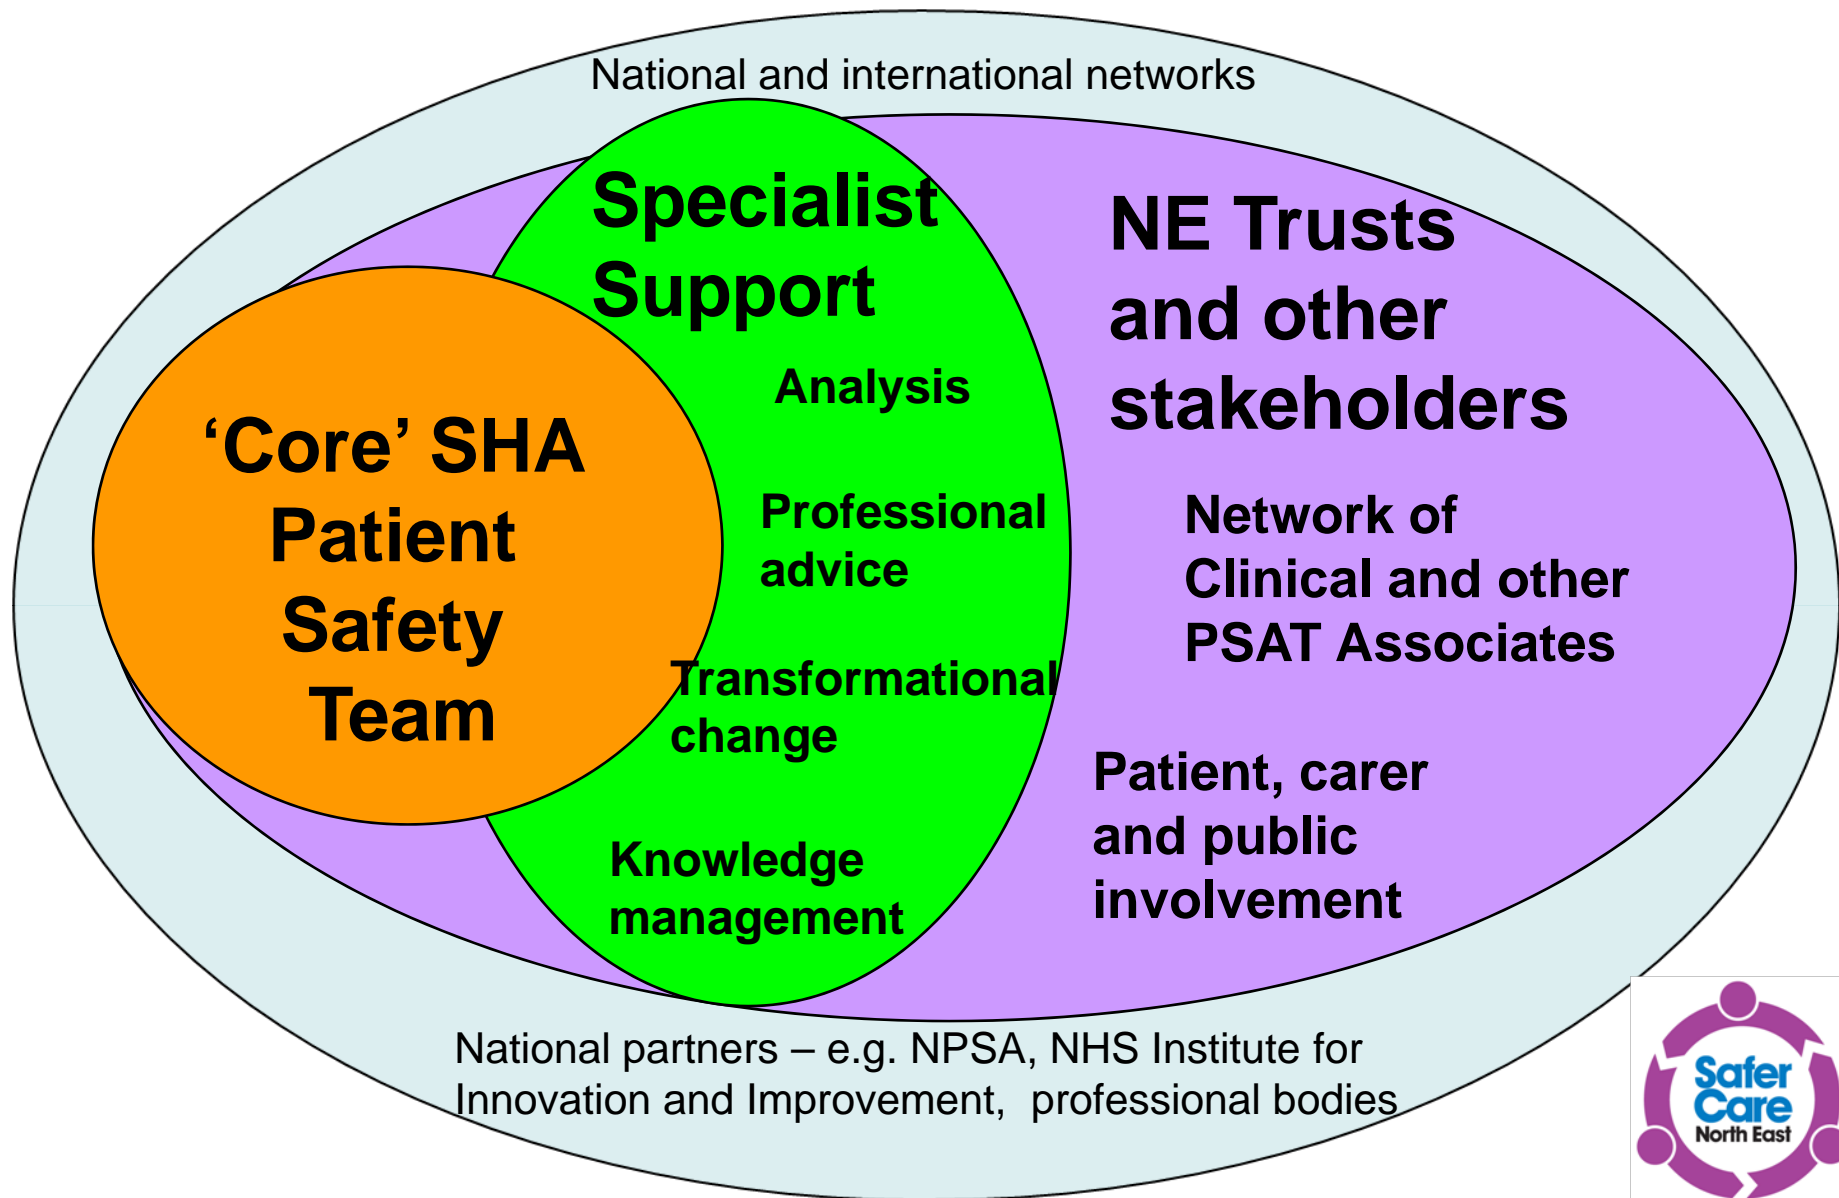 National and international networks
Specialist
Support
Analysis
Professional
advice
Transformational
change
Knowledge
management
‘Core’ SHA
Patient
Safety
Team
NE Trusts
and other
stakeholders
Network of
Clinical and other
PSAT Associates
Patient, carer
and public
involvement
National partners – e.g. NPSA, NHS Institute for
Innovation and Improvement, professional bodies
Safer
Care
North East